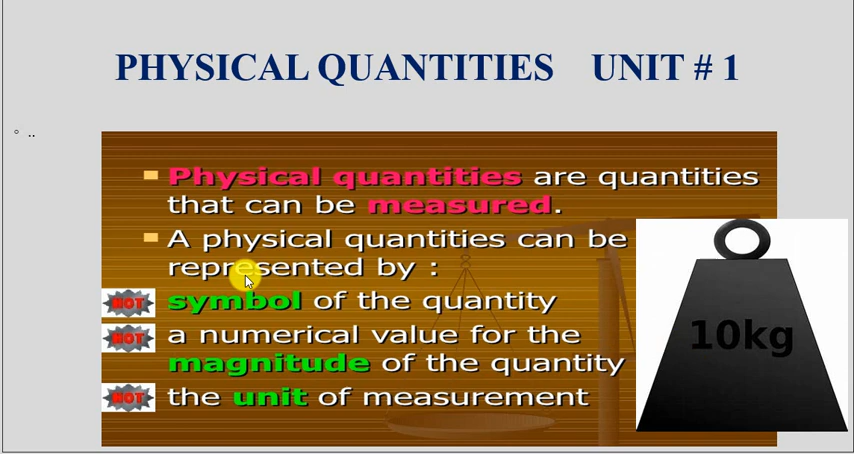 PHYSICAL QUANTITIES UNIT # 1
..
Physical quantities are quantities
that can be measured.
A physical quantities can be
represented by :
HOT symbol of the quantity
HOT a numerical value for the
magnitude of the quantity
HOT the unit of measurement
10kg